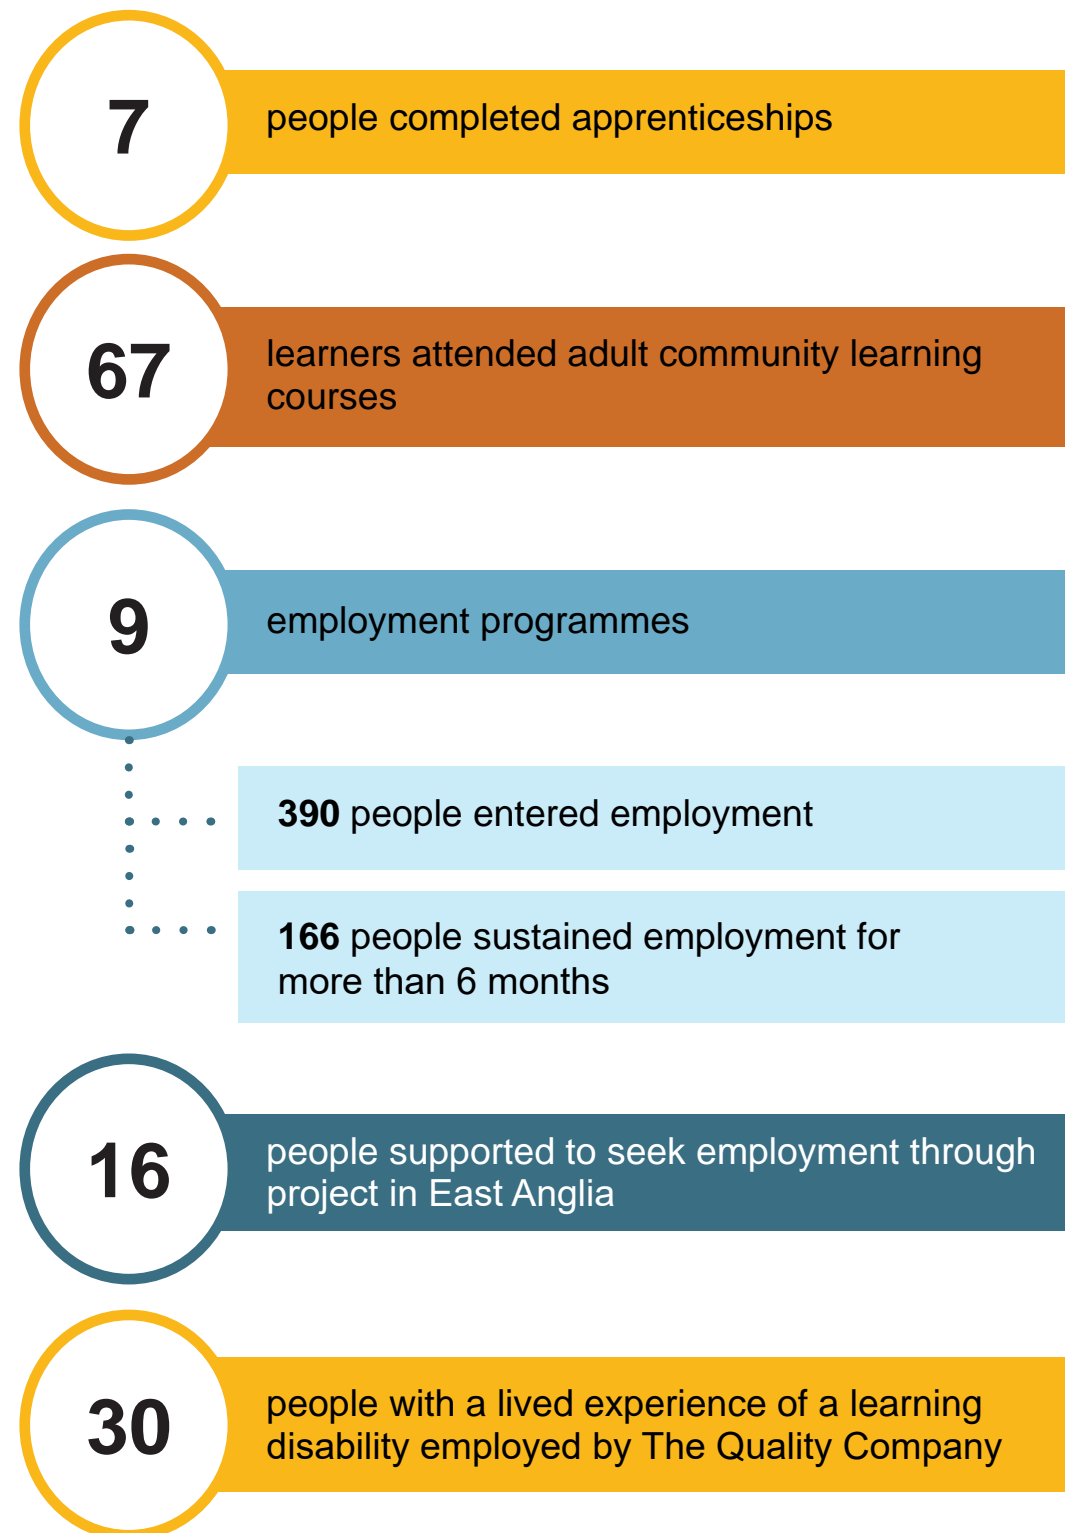 7
people completed apprenticeships
67
learners attended adult community learning
courses
9
employment programmes
390 people entered employment
166 people sustained employment for
more than 6 months
16
people supported to seek employment through
project in East Anglia
30
people with a lived experience of a learning
disability employed by The Quality Company